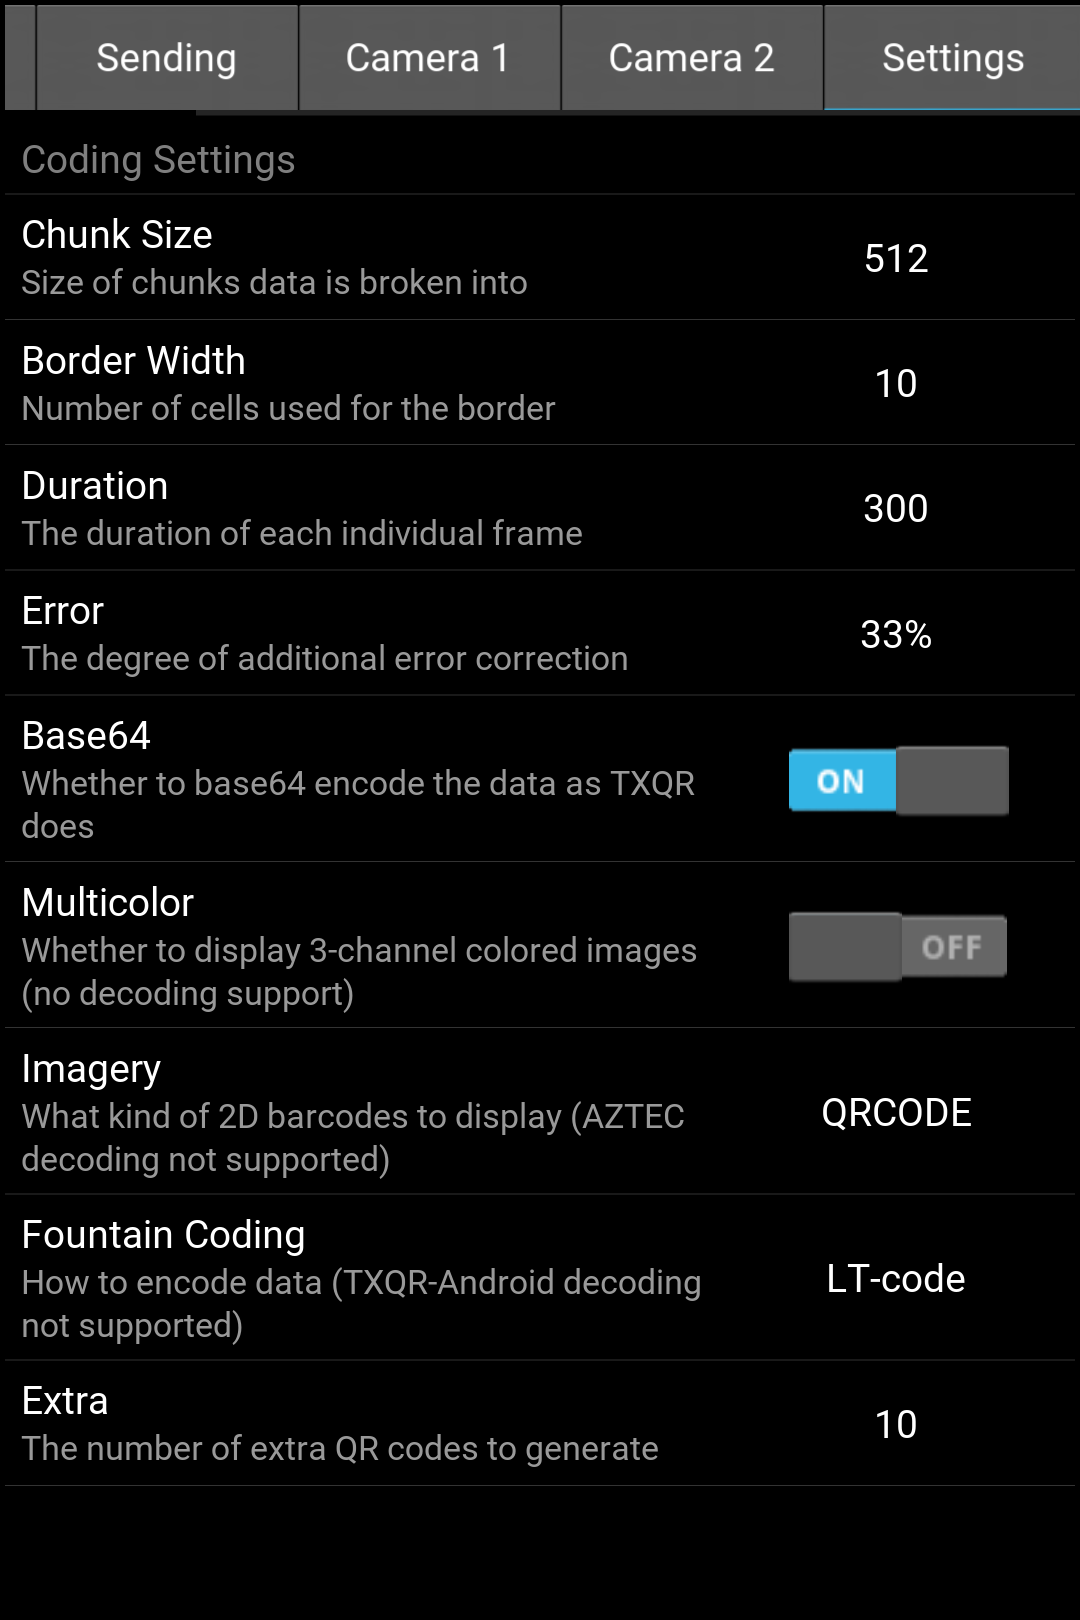 Sending
Camera 1
Camera 2
Settings
Coding Settings
Chunk Size
Size of chunks data is broken into
512
Border Width
Number of cells used for the border
10
Duration
The duration of each individual frame
300
Error
The degree of additional error correction
33%
Base64
Whether to base64 encode the data as TXQR
does
ON
Multicolor
Whether to display 3-channel colored images
(no decoding support)
OFF
Imagery
What kind of 2D barcodes to display (AZTEC
decoding not supported)
QRCODE
Fountain Coding
How to encode data (TXQR-Android decoding
not supported)
LT-code
Extra
The number of extra QR codes to generate
10